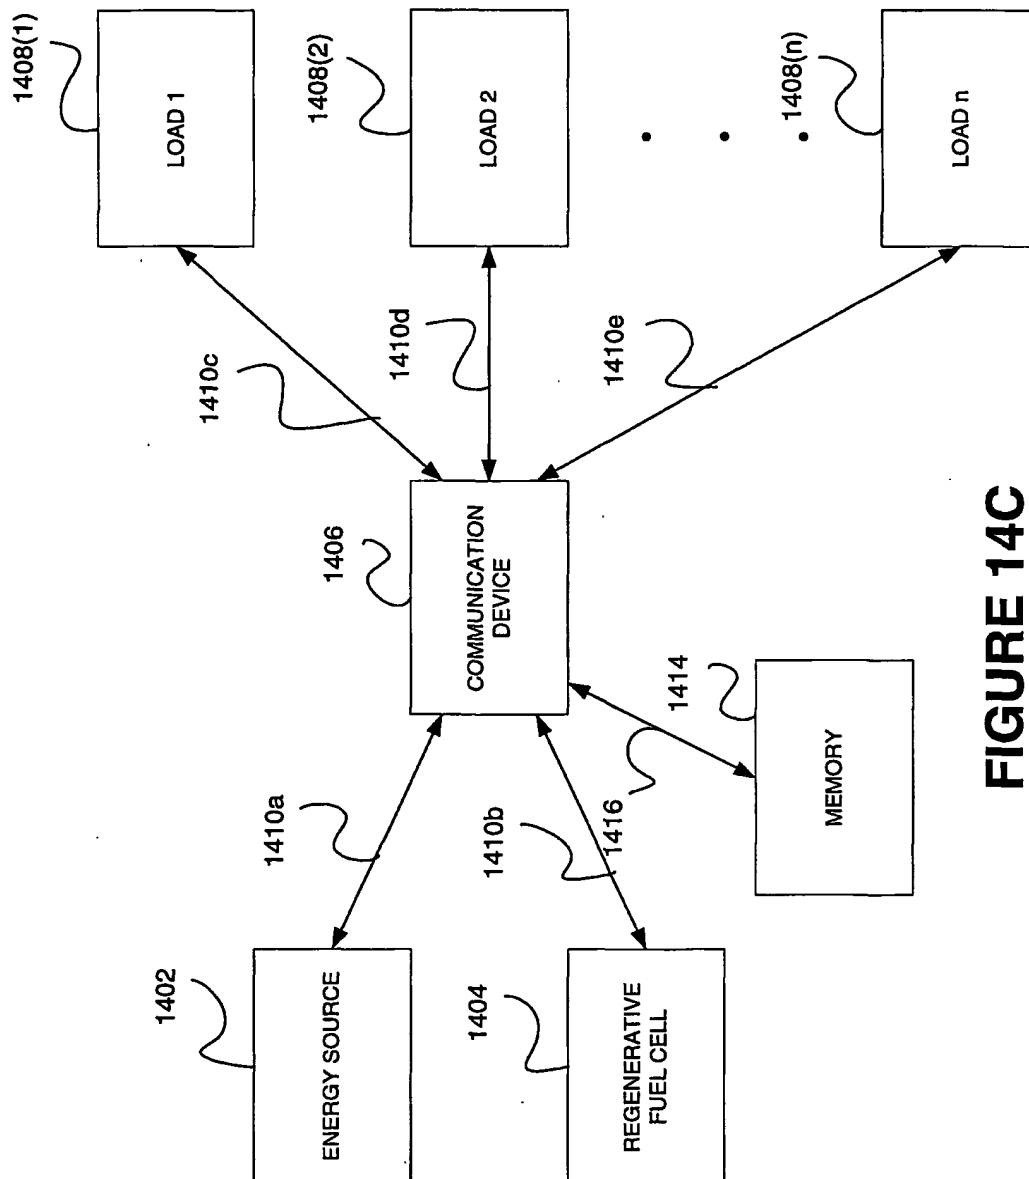 1402
ENERGY SOURCE
1404
REGENERATIVE
FUEL CELL
1410a
1410b
1416
1414
MEMORY
1406
COMMUNICATION
DEVICE
1410c
1410d
1410e
1408(1)
LOAD 1
1408(2)
LOAD 2
1408(n)
LOAD n
FIGURE 14C